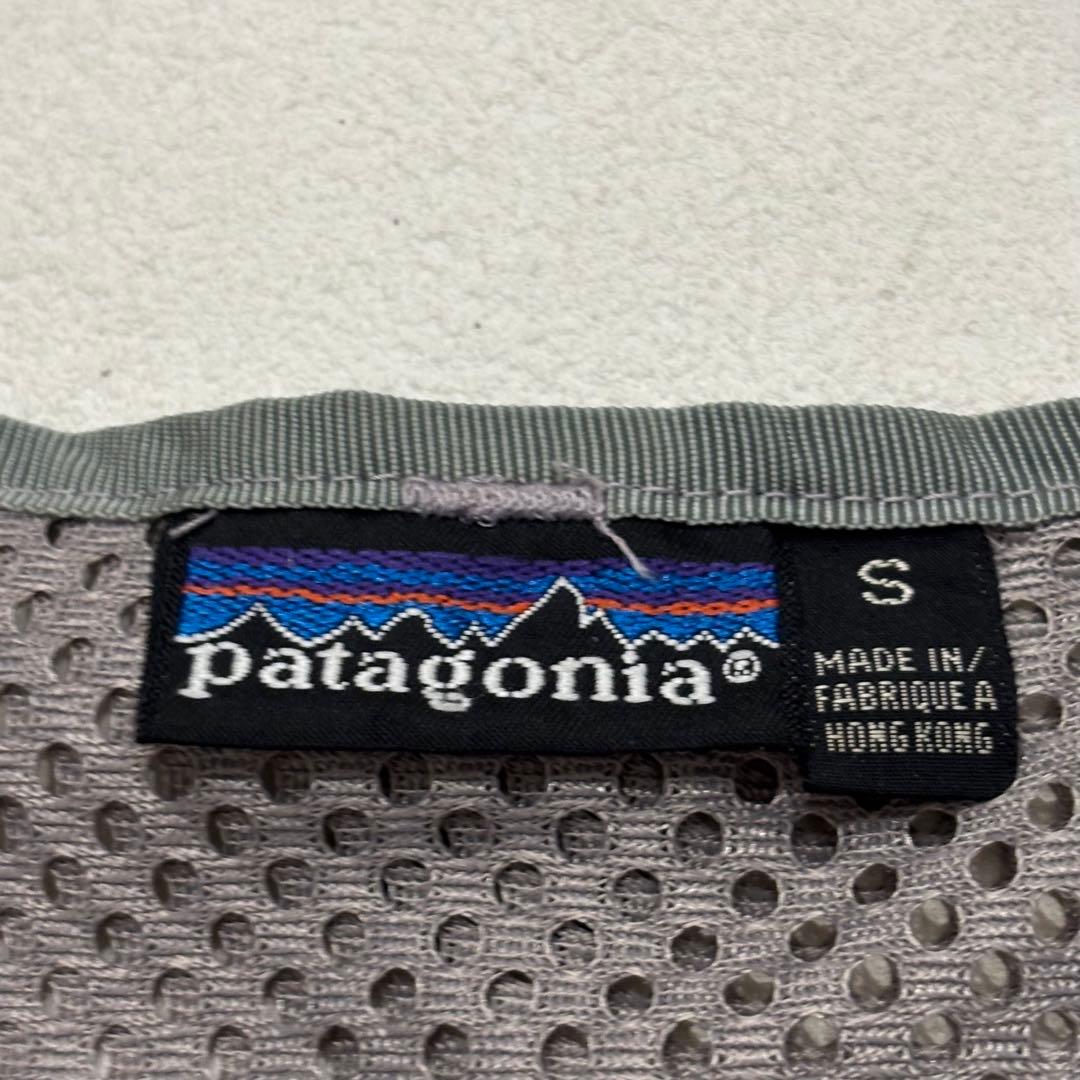 patagonia®
S
MADE IN/
FABRIQUE A
HONG KONG